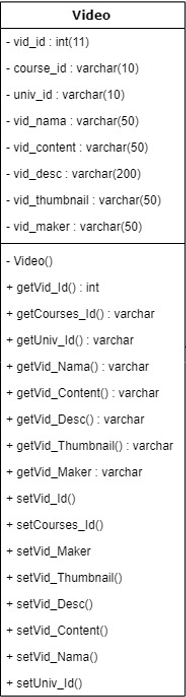 Video
- vid_id : int(11)
- course_id : varchar(10)
- univ_id : varchar(10)
- vid_nama : varchar(50)
- vid_content : varchar(50)
- vid_desc : varchar(200)
- vid_thumbnail : varchar(50)
- vid_maker : varchar(50)
- Video()
+ getVid_Id() : int
+ getCourses_Id() : varchar
+ getUniv_Id() : varchar
+ getVid_Nama() : varchar
+ getVid_Content() : varchar
+ getVid_Desc() : varchar
+ getVid_Thumbnail() : varchar
+ getVid_Maker : varchar
+ setVid_Id()
+ setCourses_Id()
+ setVid_Maker
+ setVid_Thumbnail()
+ setVid_Desc()
+ setVid_Content()
+ setVid_Nama()
+ setUniv_Id()